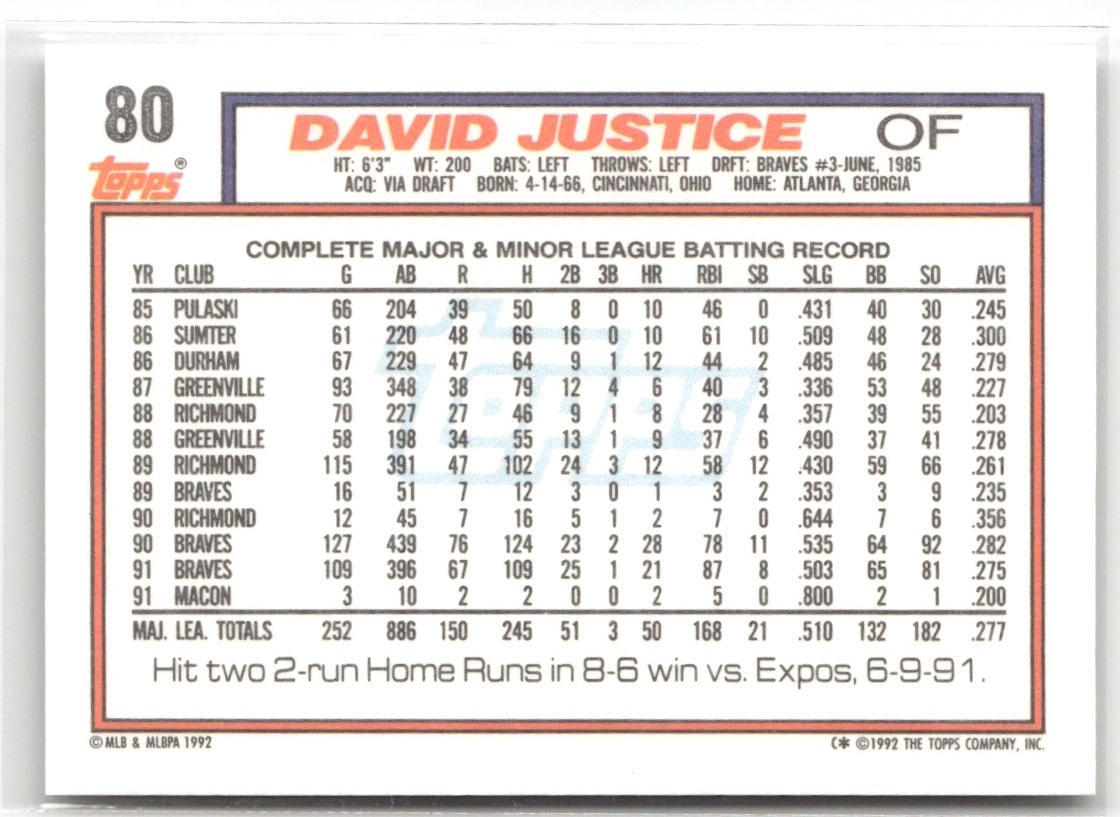 80
DAVID JUSTICE OF
Topps®
HT: 6'3" WT: 200 BATS: LEFT THROWS: LEFT DRFT: BRAVES #3-JUNE, 1985
ACQ: VIA DRAFT BORN: 4-14-66, CINCINNATI, OHIO HOME: ATLANTA, GEORGIA
COMPLETE MAJOR & MINOR LEAGUE BATTING RECORD
YR CLUB G AB R H 2B 3B HR RBI SB SLG BB SO AVG
85 PULASKI 66 204 39 50 8 0 10 46 0 .431 40 30 .245
86 SUMTER 61 220 48 66 16 0 10 61 10 .509 48 28 .300
86 DURHAM 67 229 47 64 9 1 12 44 2 .485 46 24 .279
87 GREENVILLE 93 348 38 79 12 4 6 40 3 .336 53 48 .227
88 RICHMOND 70 227 27 46 9 1 8 28 4 .357 39 55 .203
88 GREENVILLE 58 198 34 55 13 1 9 37 6 .490 37 41 .278
89 RICHMOND 115 391 47 102 24 3 12 58 12 .430 59 66 .261
89 BRAVES 16 51 7 12 3 0 1 3 2 .353 3 9 .235
90 RICHMOND 12 45 7 16 5 1 2 7 0 .644 7 6 .356
90 BRAVES 127 439 76 124 23 2 28 78 11 .535 64 92 .282
91 BRAVES 109 396 67 109 25 1 21 87 8 .503 65 81 .275
91 MACON 3 10 2 2 0 0 2 5 0 .800 2 1 .200
MAJ. LEA. TOTALS 252 886 150 245 51 3 50 168 21 .510 132 182 .277
Topps
Hit two 2-run Home Runs in 8-6 win vs. Expos, 6-9-91.
©MLB & MLBPA 1992
(* ©1992 THE TOPPS COMPANY, INC.